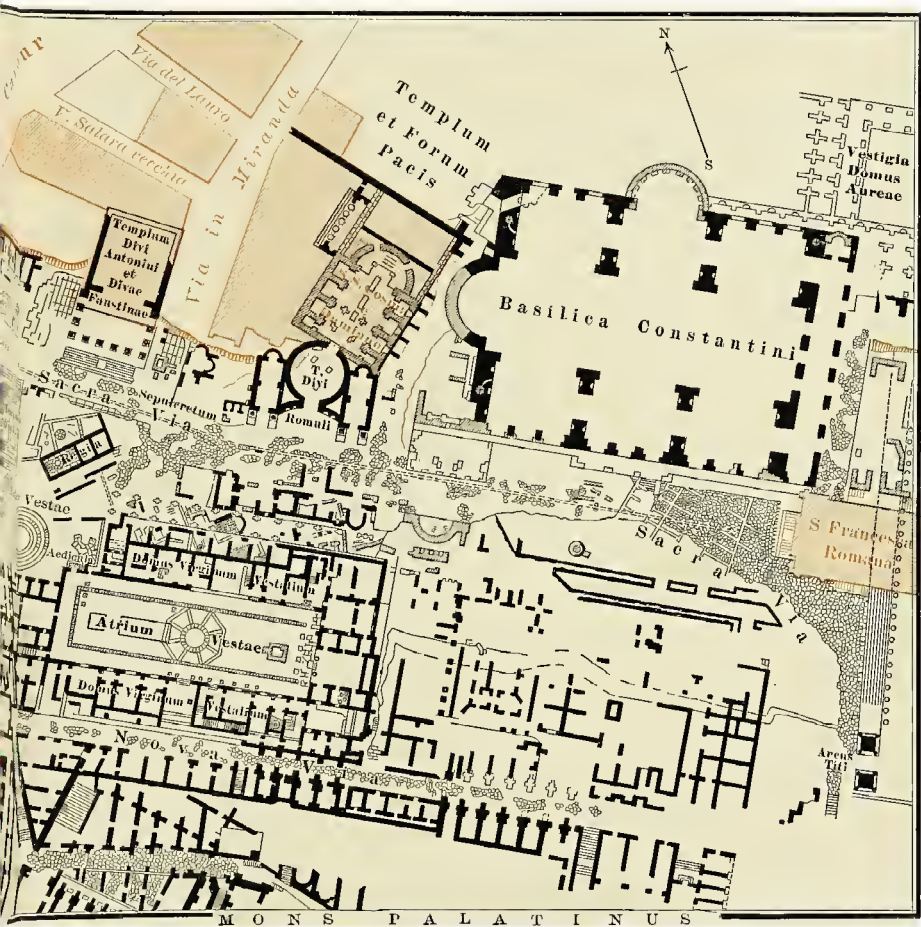 N
S
Via del Lauro
V. Salara vecchia
Via in Miranda
Templum
et Forum
Pacis
Vestigia
Domus
Aureae
Templum
Divi
Antonini
et
Divae
Faustinae
Basilica Constantini
T.
Divi
Romuli
Sacra Via
Sepulcretum
Regia
Vestae
Aedicula
Domus Virginum
Vestalium
Atrium Vestae
Domus Virginum
Vestalium
Nova Via
Sacra Via
S Francesca
Romana
Arcus
Titi
MONS PALATINUS